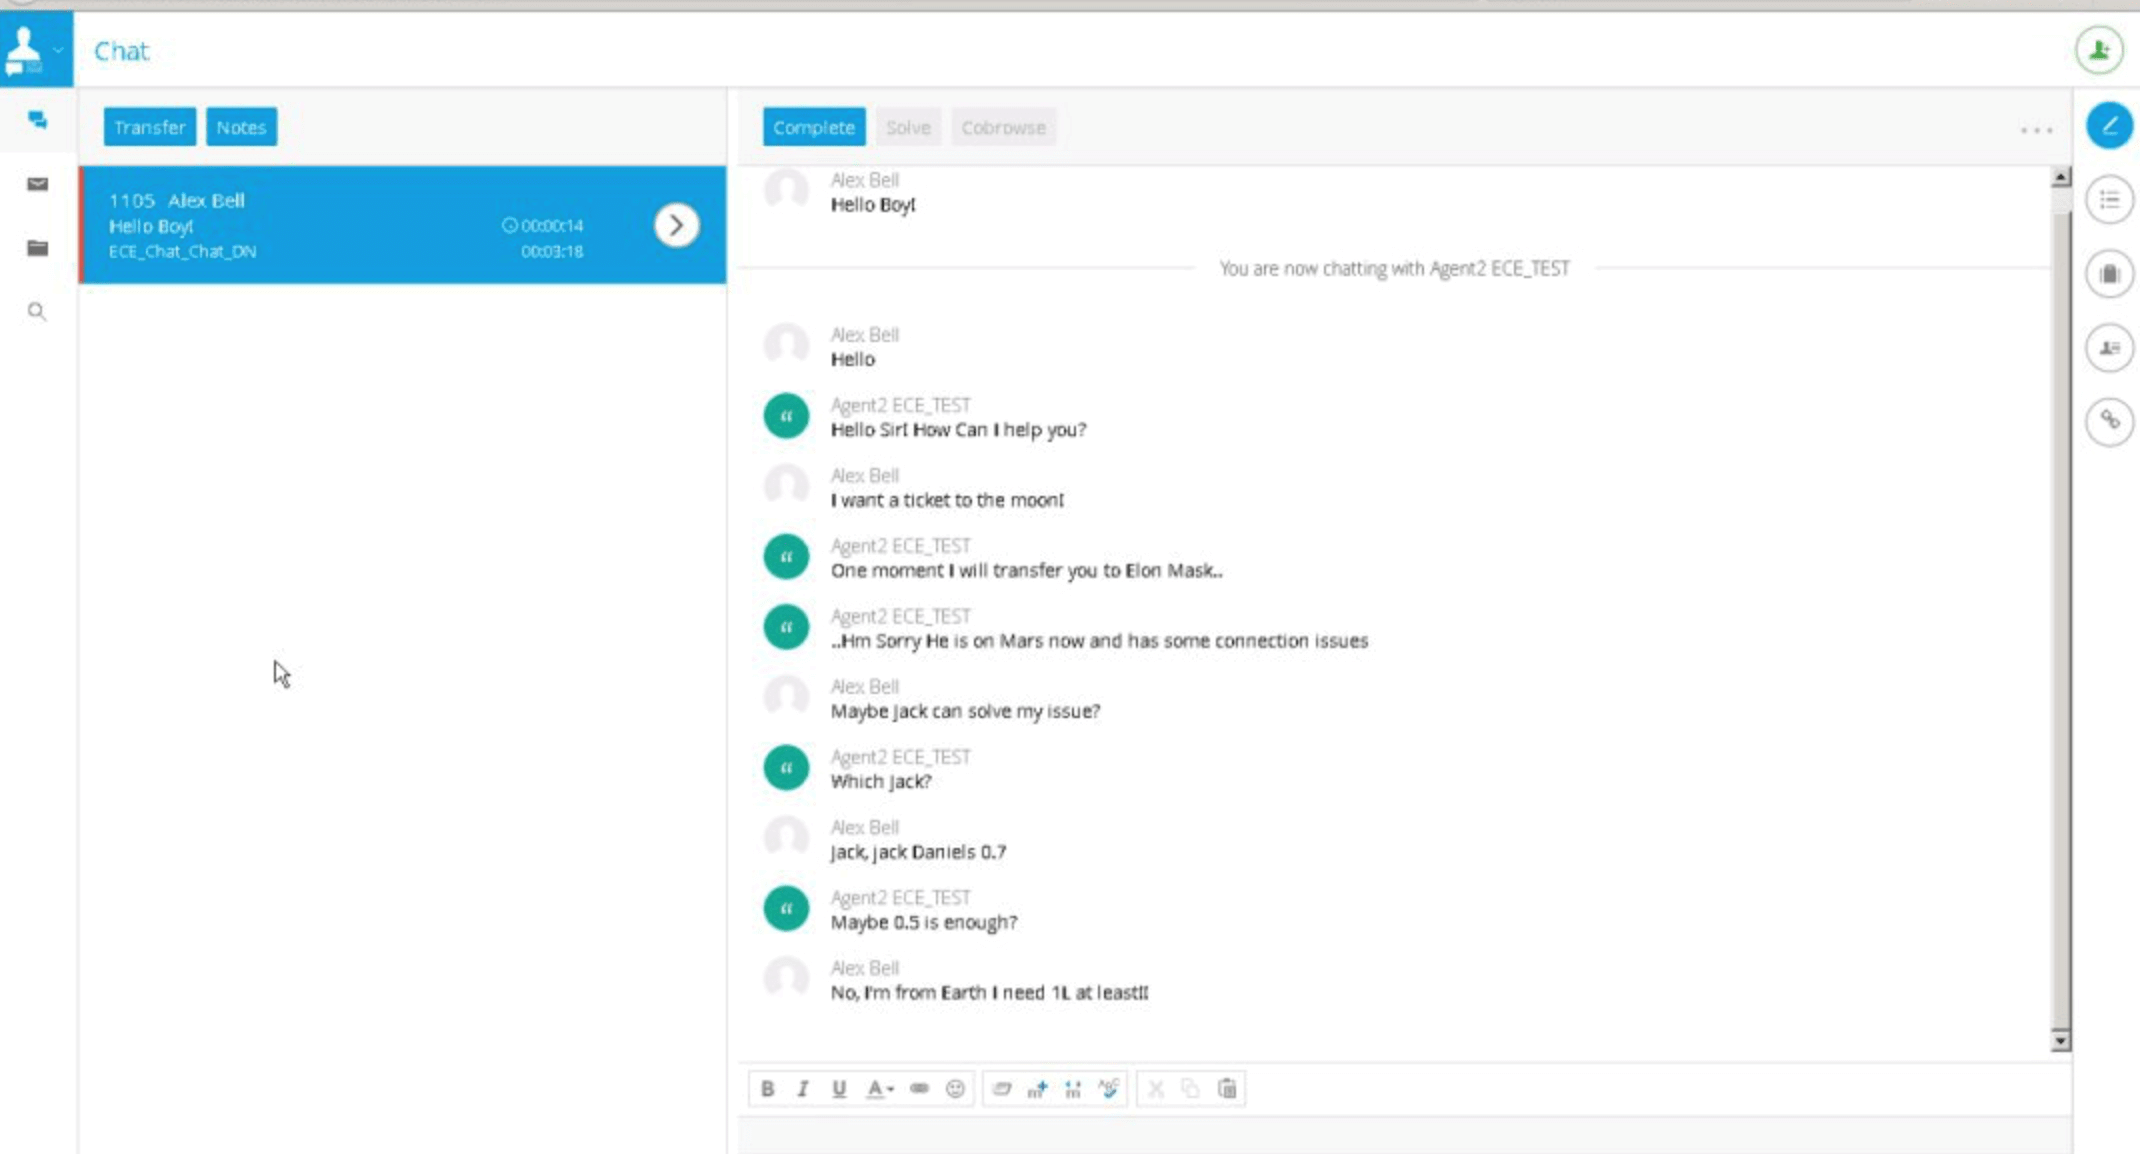 Chat
Transfer
Notes
Complete
Solve
Cobrowse
1105 Alex Bell
Hello Boy!
00:00:14
ECE_Chat_Chat_DN
00:03:18
Alex Bell
Hello Boy!
You are now chatting with Agent2 ECE_TEST
Alex Bell
Hello
Agent2 ECE_TEST
Hello Sir! How Can I help you?
Alex Bell
I want a ticket to the moon!
Agent2 ECE_TEST
One moment I will transfer you to Elon Mask..
Agent2 ECE_TEST
..Hm Sorry He is on Mars now and has some connection issues
Alex Bell
Maybe Jack can solve my issue?
Agent2 ECE_TEST
Which Jack?
Alex Bell
Jack, jack Daniels 0.7
Agent2 ECE_TEST
Maybe 0.5 is enough?
Alex Bell
No, I'm from Earth I need 1L at least!!
B I U A ABC